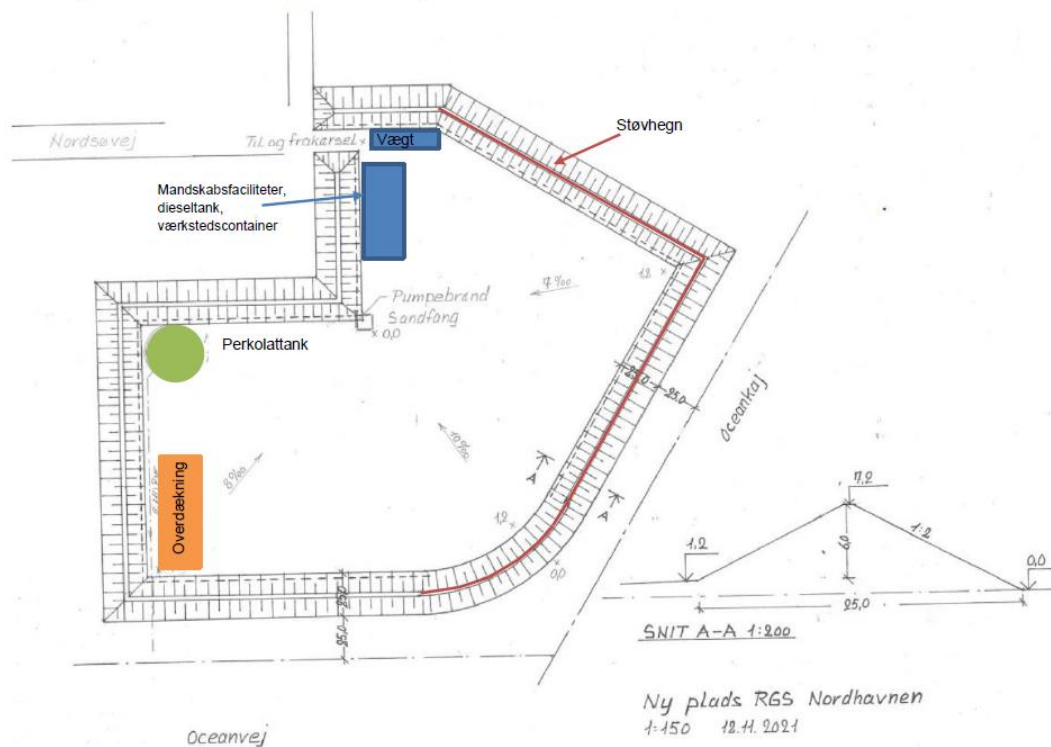 Nordsøvej
Til og frakørsel
Vægt
Støvhegn
Mandskabsfaciliteter,
dieseltank,
værkstedscontainer
7‰
12
Pumpebrønd
Sandfang
0,0
Perkolattank
25,0
25,0
Oceankaj
10‰
8‰
A
A
Overdækning
1,2
0,0
25,0
25,0
7,2
1:2
6,0
1,2
0,0
25,0
SNIT A-A 1:200
Ny plads RGS Nordhavnen
1:150 12.11.2021
Oceanvej